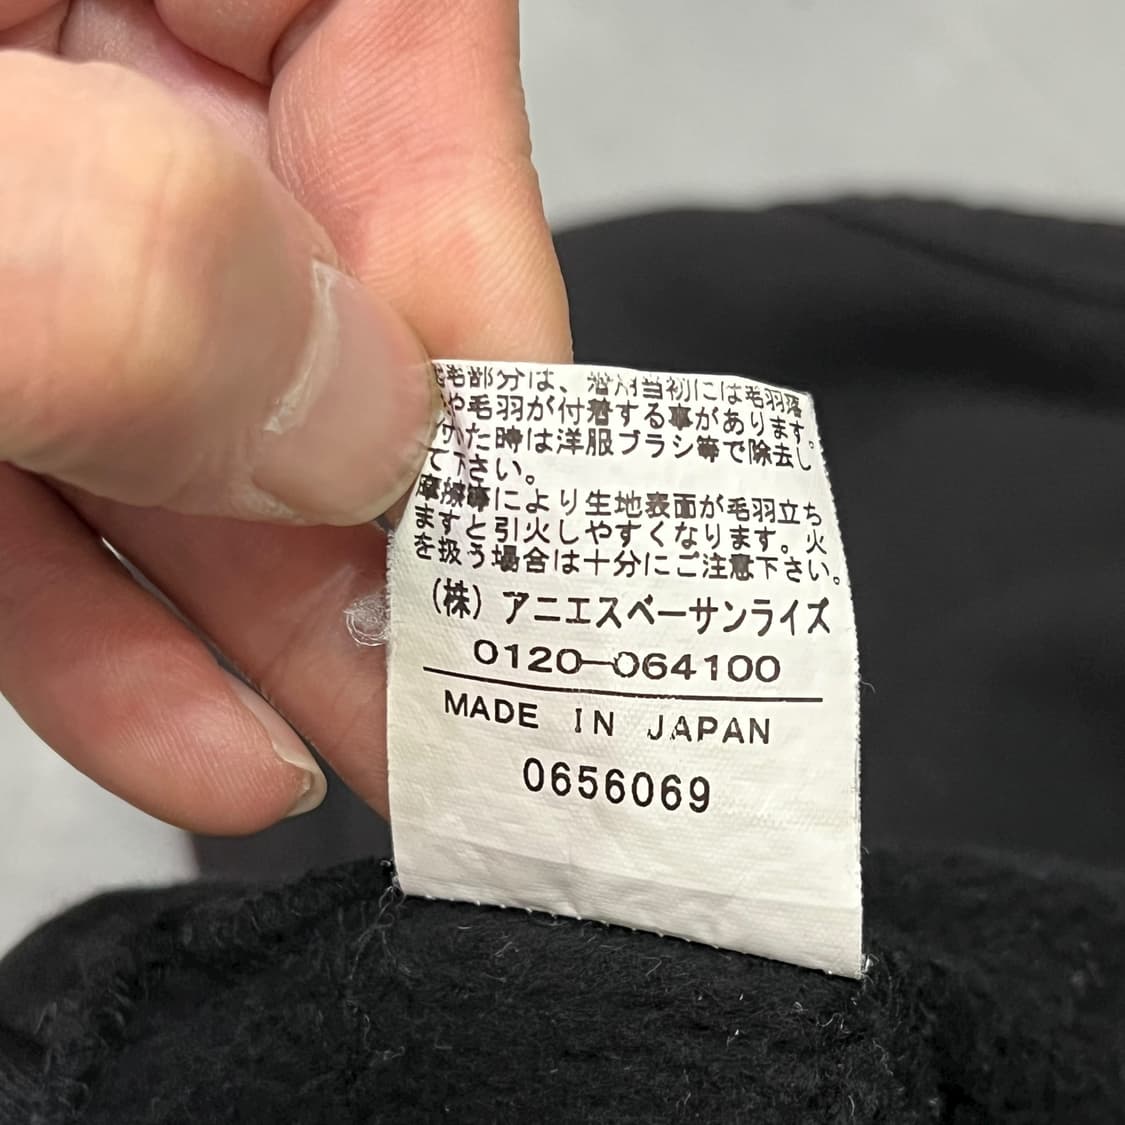 毛部分は、着用当初には毛羽落
や毛羽が付着する事があります。
た時は洋服ブラシ等で除去し
て下さい。
摩擦等により生地表面が毛羽立ち
ますと引火しやすくなります。火
を扱う場合は十分にご注意下さい。
(株)アニエスベーサンライズ
0120-064100
MADE IN JAPAN
0656069